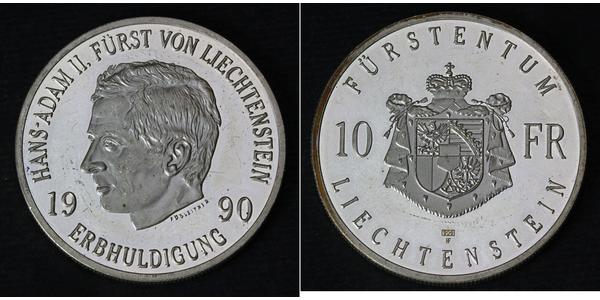 HANS-ADAM II. FÜRST VON LIECHTENSTEIN
19 90
ERBHULDIGUNG
FÜRSTENTUM
10 FR
LIECHTENSTEIN